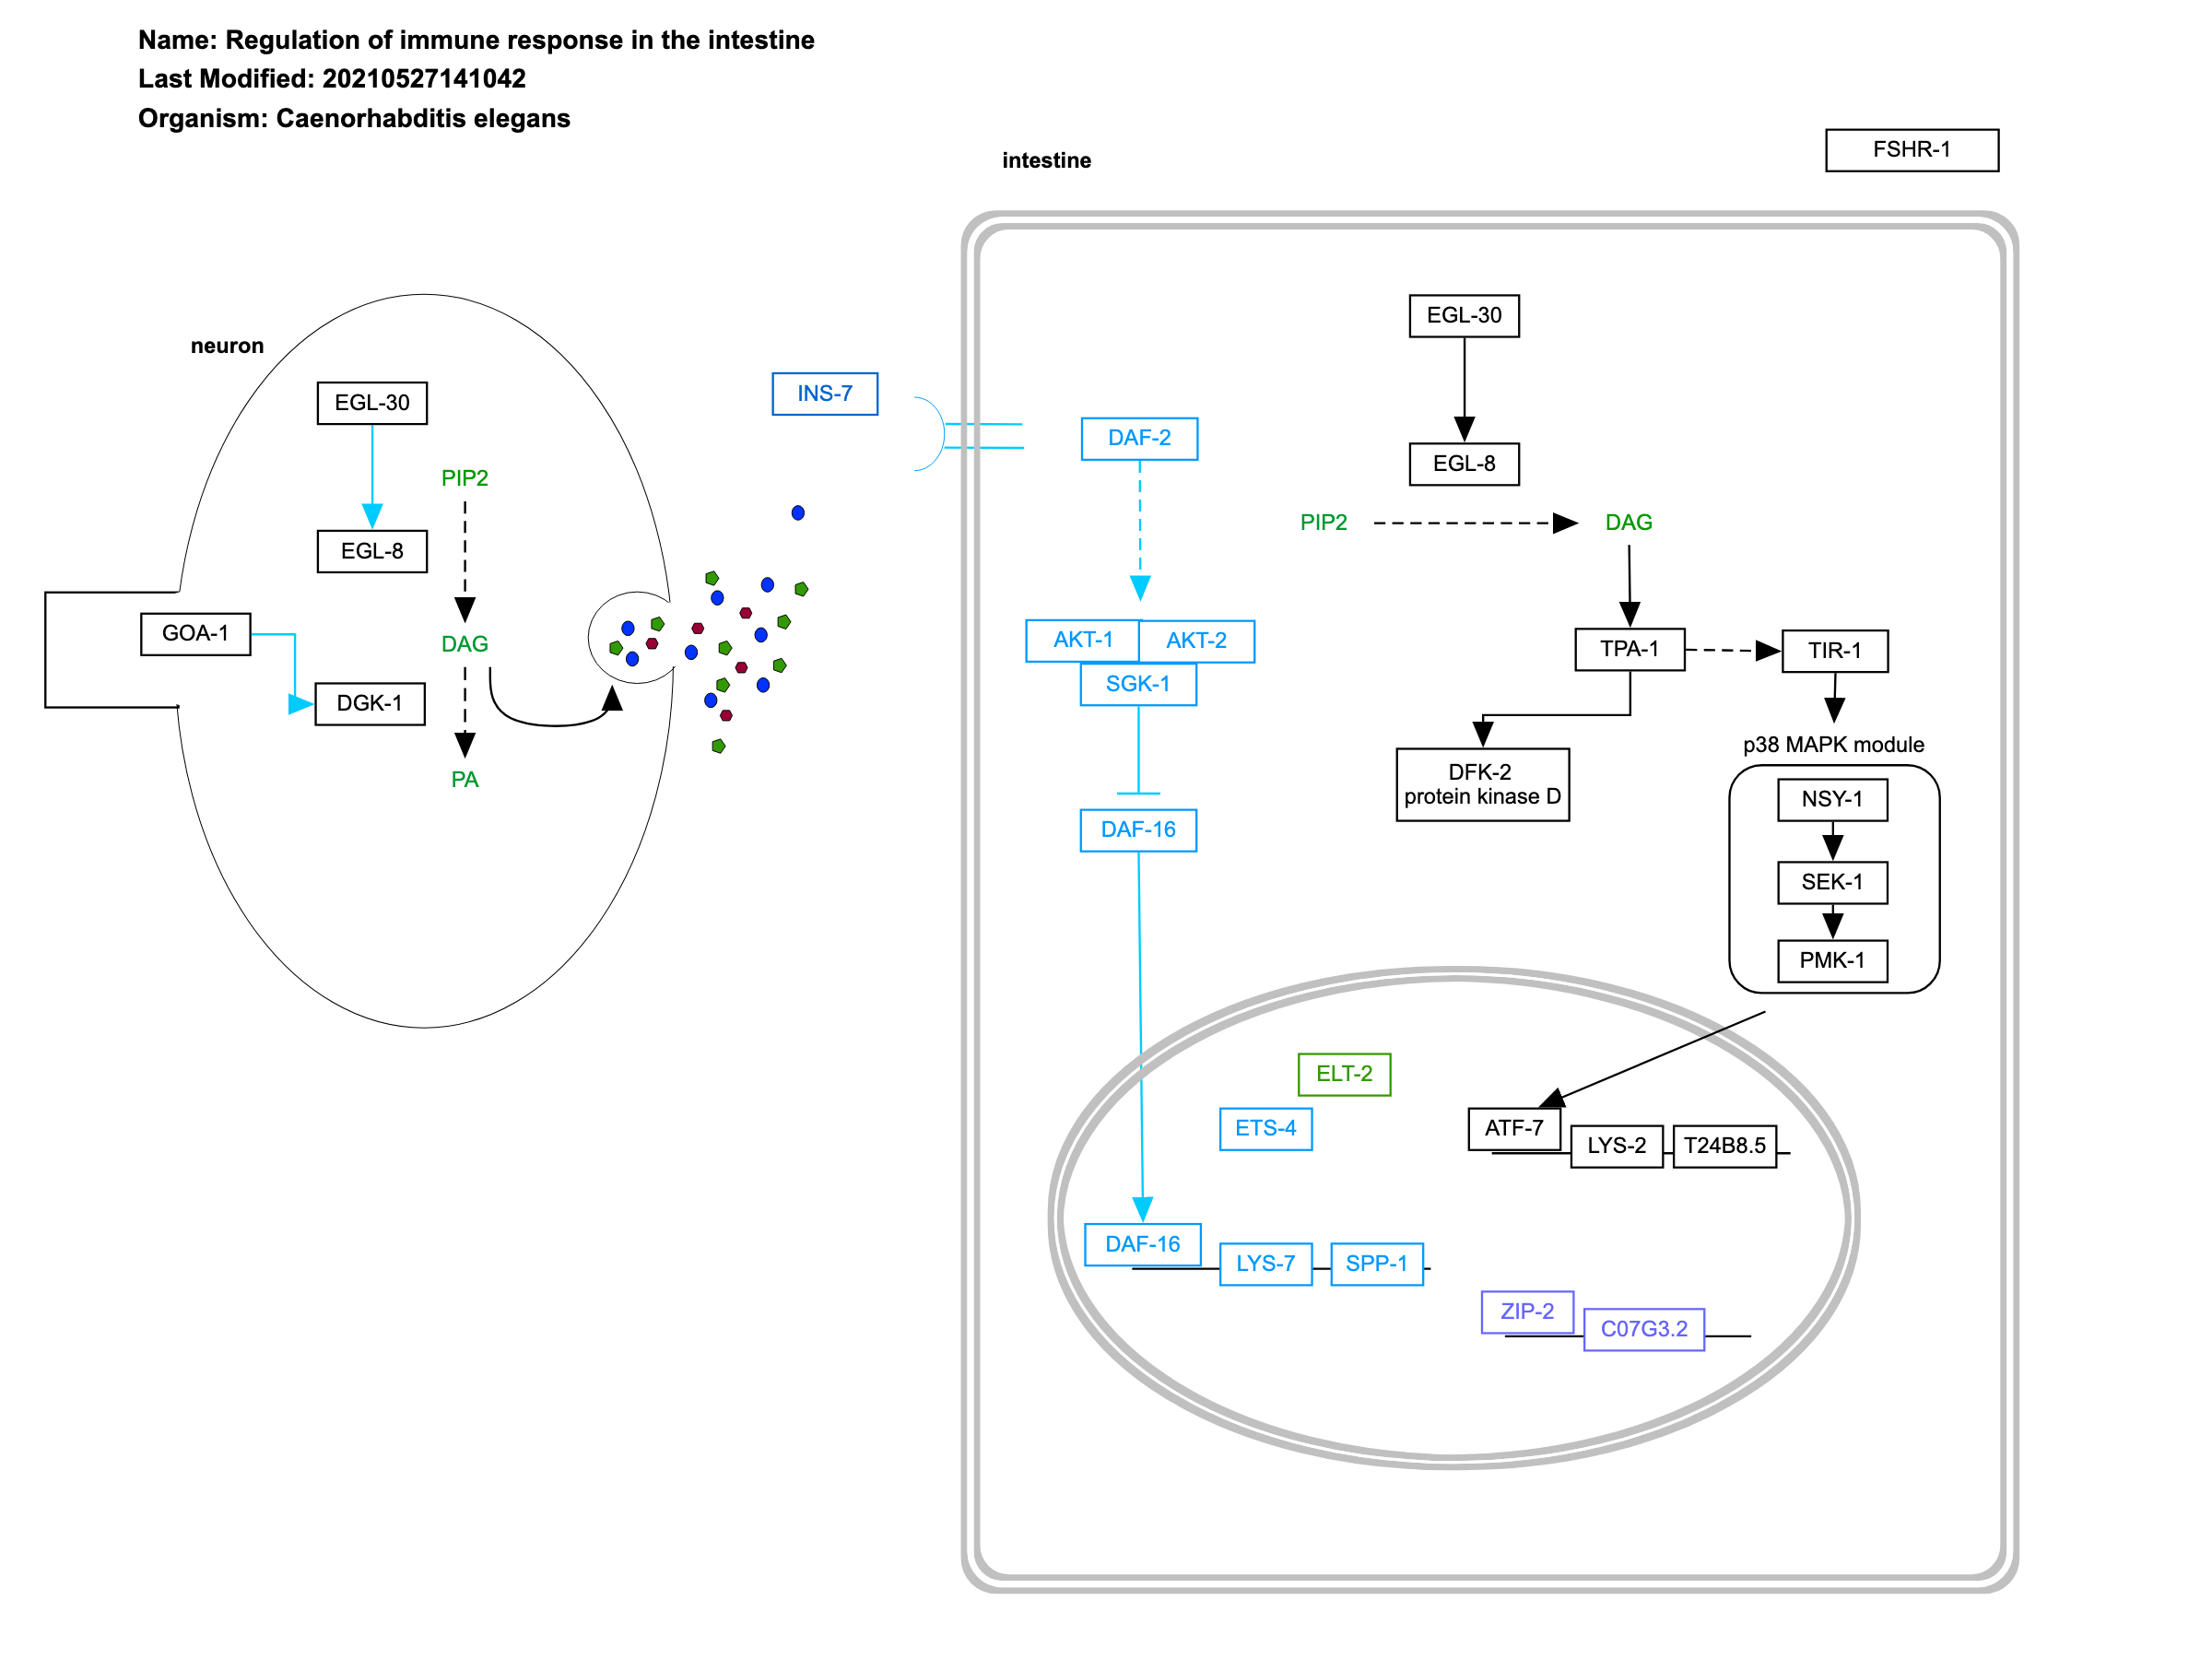 Name: Regulation of immune response in the intestine
Last Modified: 20210527141042
Organism: Caenorhabditis elegans
intestine
FSHR-1
neuron
EGL-30
PIP2
EGL-8
GOA-1
DAG
DGK-1
PA
INS-7
DAF-2
AKT-1
AKT-2
SGK-1
DAF-16
EGL-30
EGL-8
PIP2
DAG
TPA-1
TIR-1
DFK-2
protein kinase D
p38 MAPK module
NSY-1
SEK-1
PMK-1
ELT-2
ETS-4
ATF-7
LYS-2
T24B8.5
DAF-16
LYS-7
SPP-1
ZIP-2
C07G3.2